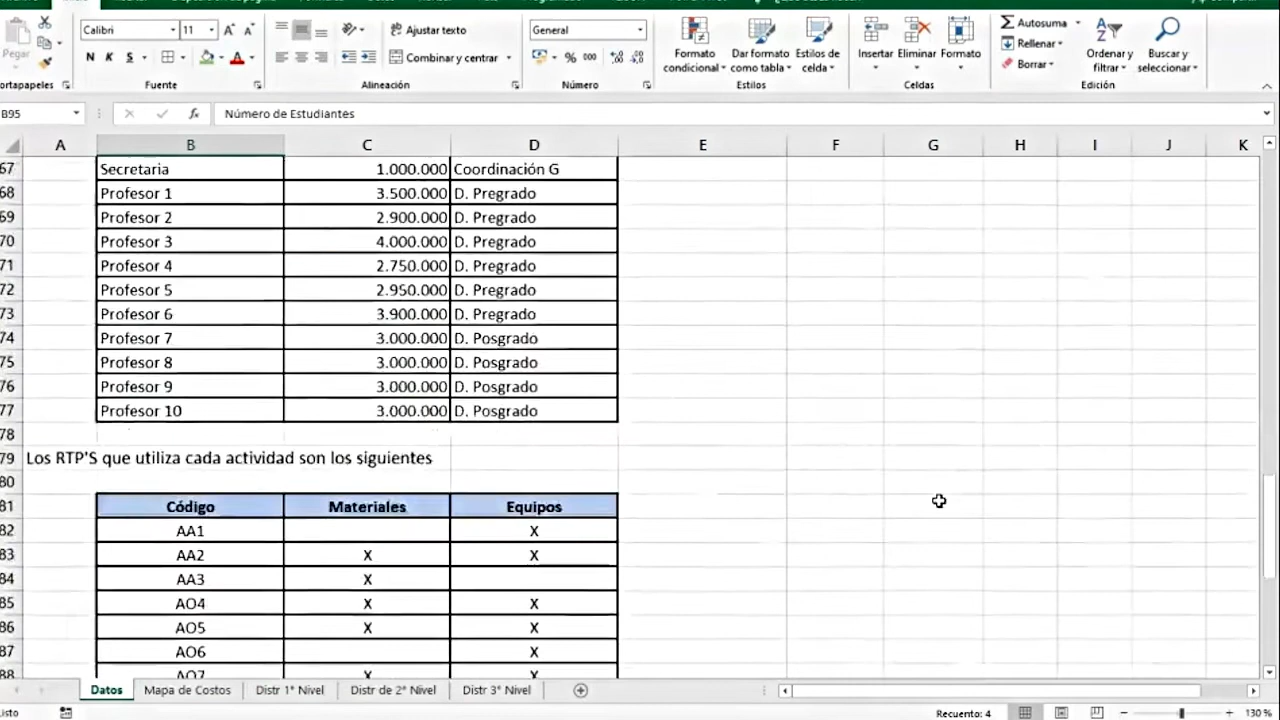 Inicio
Calibri 11 Ajustar texto General Autosuma
Pegar N K S Combinar y centrar % 000 Formato condicional Dar formato como tabla Estilos de celda Insertar Eliminar Formato Rellenar Borrar Ordenar y filtrar Buscar y seleccionar
ortapapeles Fuente Alineación Número Estilos Celdas Edición
B95 fx Número de Estudiantes
A B C D E F G H I J K
67 Secretaria 1.000.000 Coordinación G
68 Profesor 1 3.500.000 D. Pregrado
69 Profesor 2 2.900.000 D. Pregrado
70 Profesor 3 4.000.000 D. Pregrado
71 Profesor 4 2.750.000 D. Pregrado
72 Profesor 5 2.950.000 D. Pregrado
73 Profesor 6 3.900.000 D. Pregrado
74 Profesor 7 3.000.000 D. Posgrado
75 Profesor 8 3.000.000 D. Posgrado
76 Profesor 9 3.000.000 D. Posgrado
77 Profesor 10 3.000.000 D. Posgrado
78
79 Los RTP'S que utiliza cada actividad son los siguientes
80
81 Código Materiales Equipos
82 AA1 X
83 AA2 X X
84 AA3 X
85 AO4 X X
86 AO5 X X
87 AO6 X
88 AO7 X X
Datos Mapa de Costos Distr 1° Nivel Distr de 2° Nivel Distr 3° Nivel
isto Recuento: 4 130 %